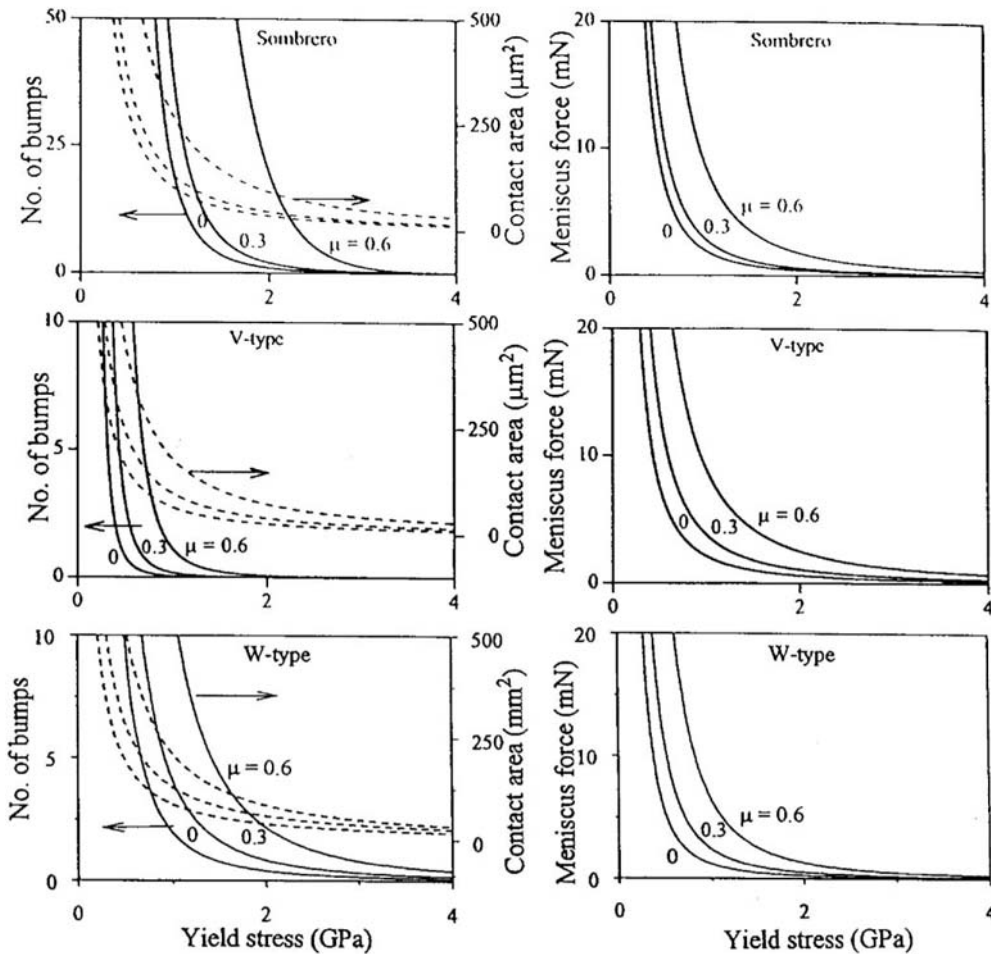 50
25
0
No. of bumps
Sombrero
0
0.3
μ = 0.6
0
2
4
500
250
0
Contact area (μm²)
20
10
0
Meniscus force (mN)
Sombrero
0
0.3
μ = 0.6
0
2
4
10
5
0
No. of bumps
V-type
0
0.3
μ = 0.6
0
2
4
500
250
0
Contact area (μm²)
20
10
0
Meniscus force (mN)
V-type
0
0.3
μ = 0.6
0
2
4
10
5
0
No. of bumps
W-type
0
0.3
μ = 0.6
0
2
4
Yield stress (GPa)
500
250
0
Contact area (mm²)
20
10
0
Meniscus force (mN)
W-type
0
0.3
μ = 0.6
0
2
4
Yield stress (GPa)